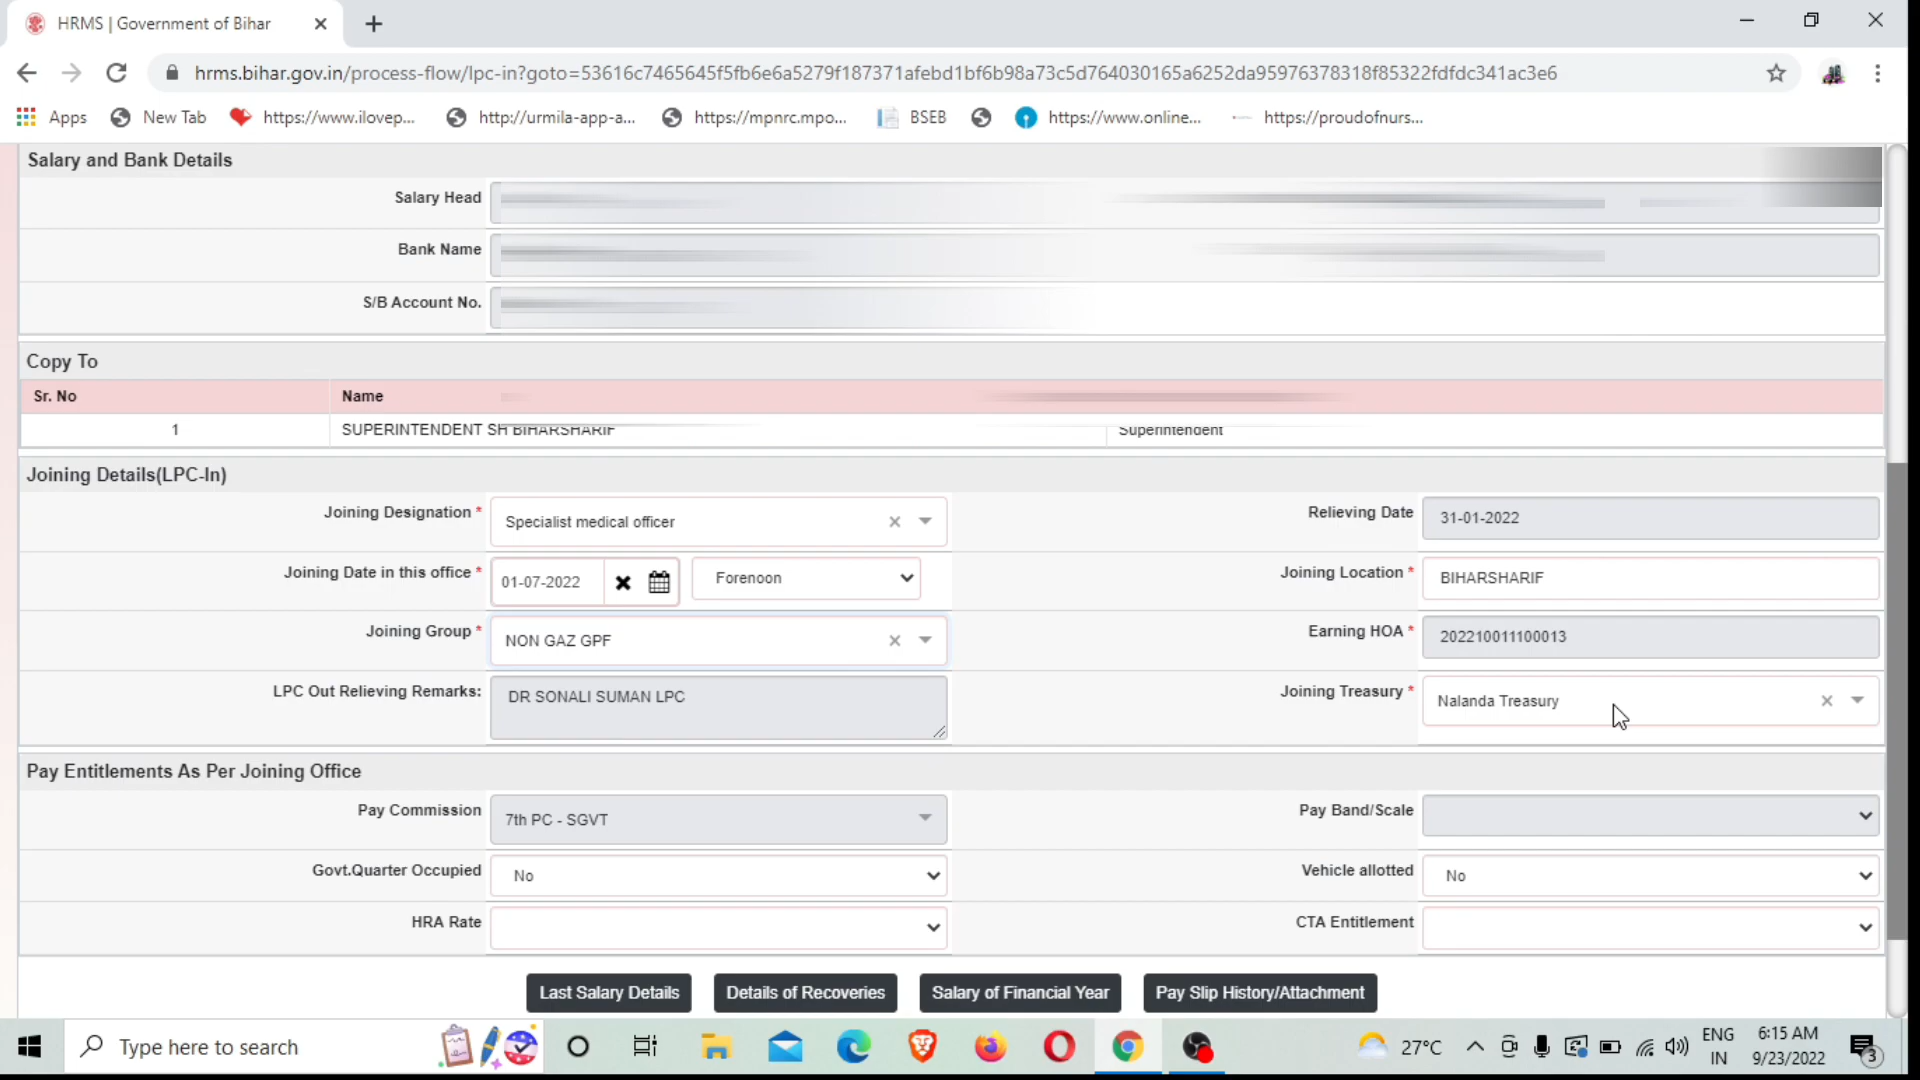 HRMS | Government of Bihar
hrms.bihar.gov.in/process-flow/lpc-in?goto=53616c7465645f5fb6e6a5279f187371afebd1bf6b98a73c5d764030165a6252da95976378318f85322fdfdc341ac3e6
Apps New Tab https://www.ilovep... http://urmila-app-a... https://mpnrc.mpo... BSEB https://www.online... https://proudofnurs...
Salary and Bank Details
Salary Head
Bank Name
S/B Account No.
Copy To
Sr. No Name
1 SUPERINTENDENT SH BIHARSHARIF Superintendent
Joining Details(LPC-In)
Joining Designation * Specialist medical officer Relieving Date 31-01-2022
Joining Date in this office * 01-07-2022 Forenoon Joining Location * BIHARSHARIF
Joining Group * NON GAZ GPF Earning HOA * 202210011100013
LPC Out Relieving Remarks: DR SONALI SUMAN LPC Joining Treasury * Nalanda Treasury
Pay Entitlements As Per Joining Office
Pay Commission 7th PC - SGVT Pay Band/Scale
Govt.Quarter Occupied No Vehicle allotted No
HRA Rate CTA Entitlement
Last Salary Details Details of Recoveries Salary of Financial Year Pay Slip History/Attachment
Type here to search 27°C ENG IN 6:15 AM 9/23/2022 3